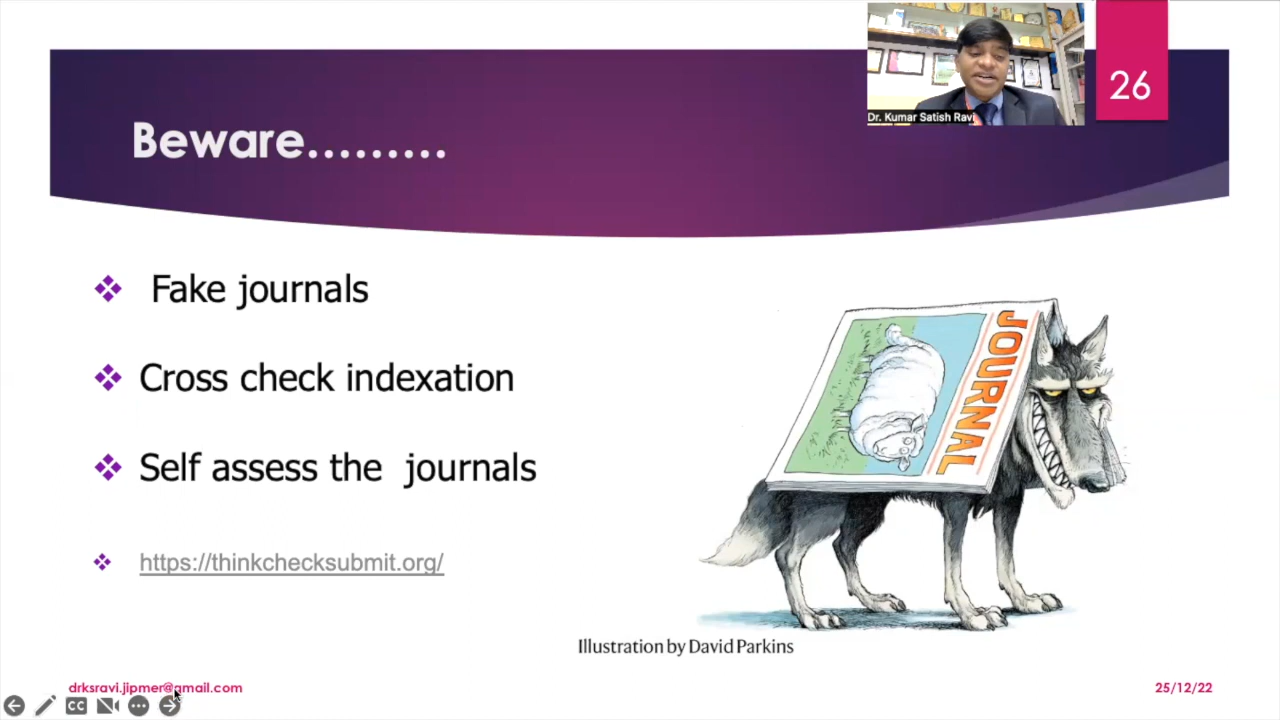 26
Dr. Kumar Satish Ravi
Beware.........
Fake journals
Cross check indexation
Self assess the journals
https://thinkchecksubmit.org/
JOURNAL
Illustration by David Parkins
drksravi.jipmer@gmail.com
25/12/22
CC